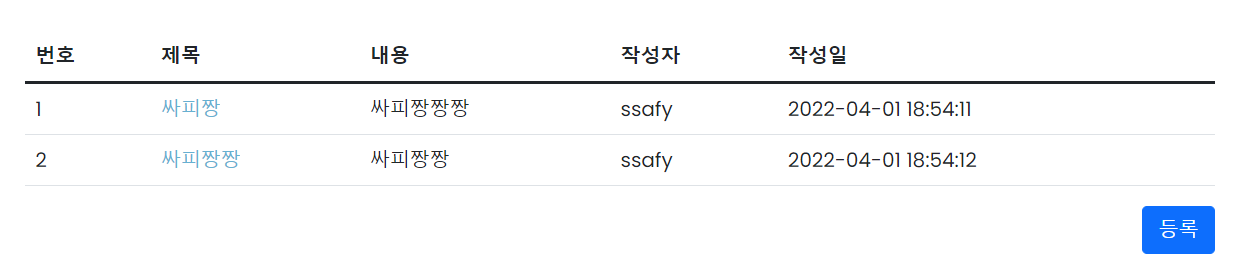 번호 제목 내용 작성자 작성일
1 싸피짱 싸피짱짱짱 ssafy 2022-04-01 18:54:11
2 싸피짱짱 싸피짱짱 ssafy 2022-04-01 18:54:12
등록